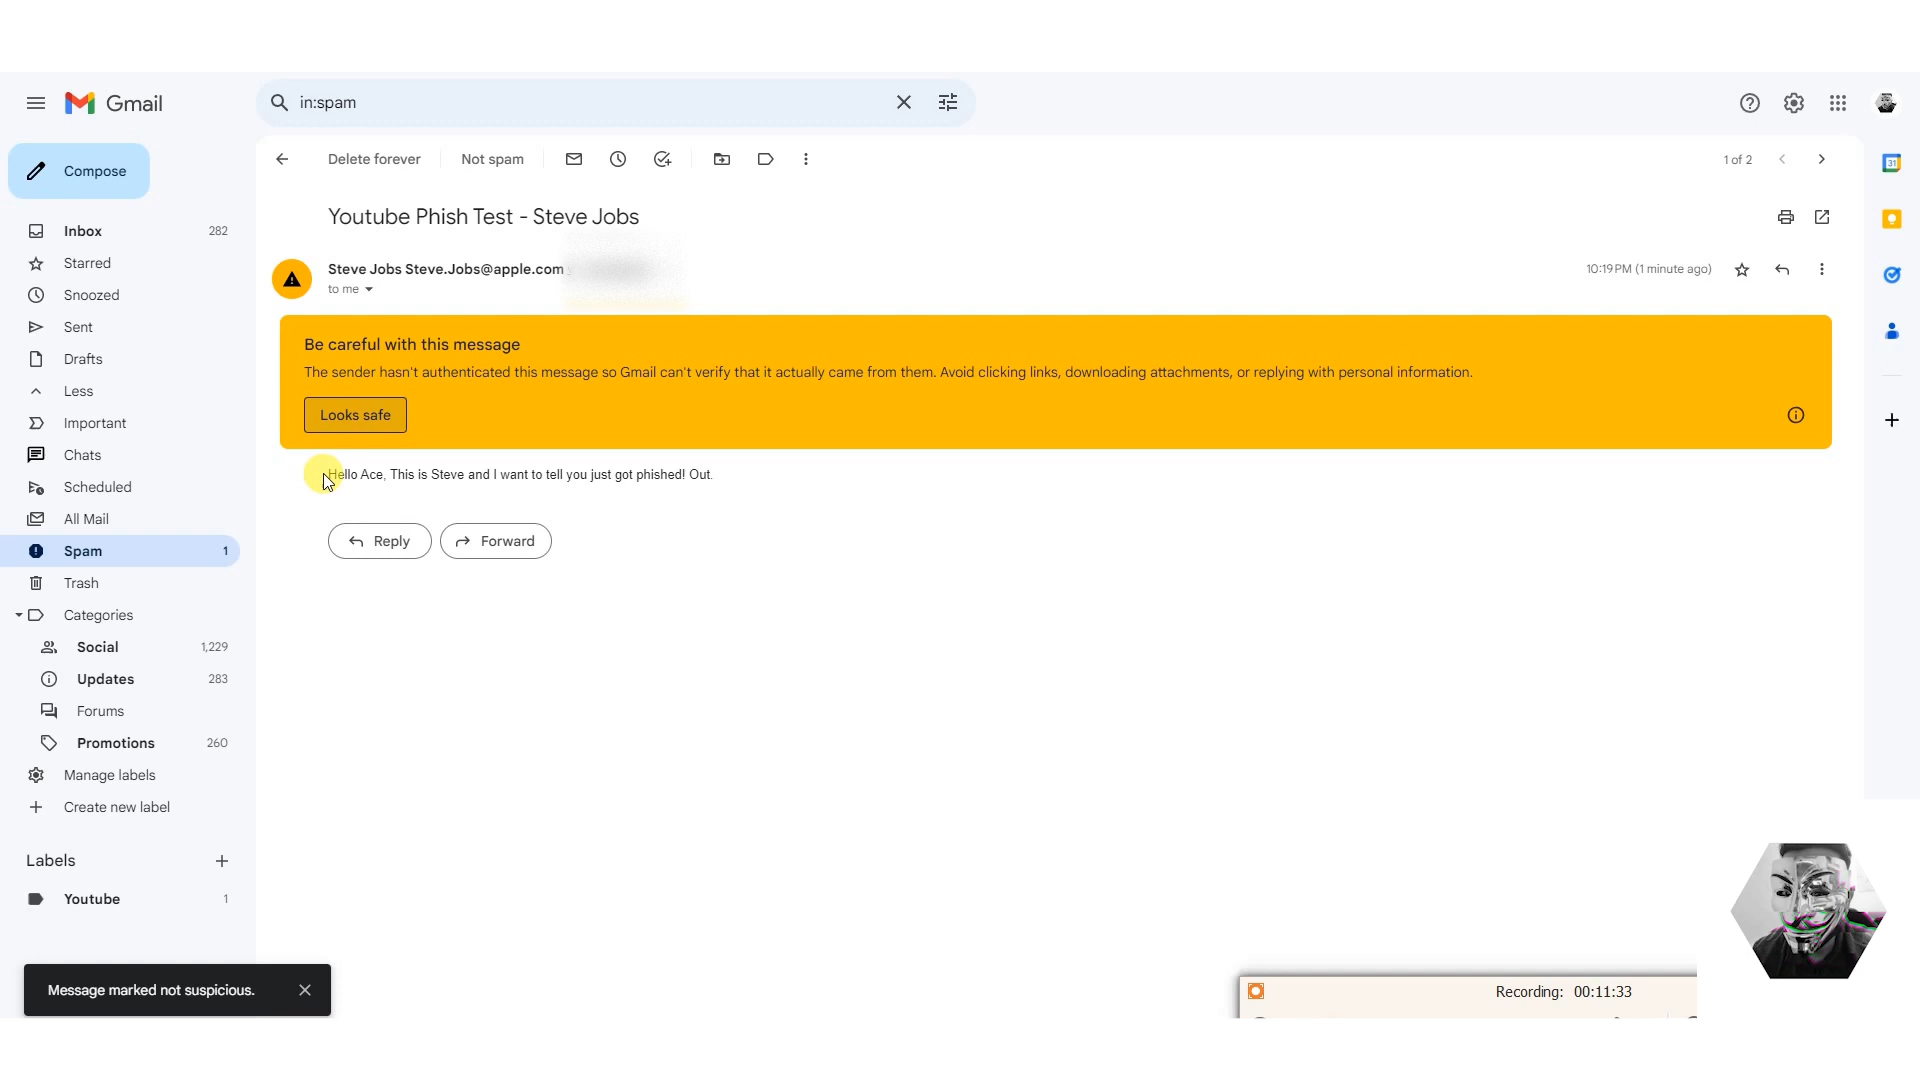 Gmail
in:spam
Compose
Delete forever
Not spam
1 of 2
Youtube Phish Test - Steve Jobs
Steve Jobs Steve.Jobs@apple.com
10:19 PM (1 minute ago)
to me
Be careful with this message
The sender hasn't authenticated this message so Gmail can't verify that it actually came from them. Avoid clicking links, downloading attachments, or replying with personal information.
Looks safe
Hello Ace, This is Steve and I want to tell you just got phished! Out.
Reply
Forward
Inbox 282
Starred
Snoozed
Sent
Drafts
Less
Important
Chats
Scheduled
All Mail
Spam 1
Trash
Categories
Social 1,229
Updates 283
Forums
Promotions 260
Manage labels
Create new label
Labels
Youtube 1
Message marked not suspicious.
Recording: 00:11:33
31